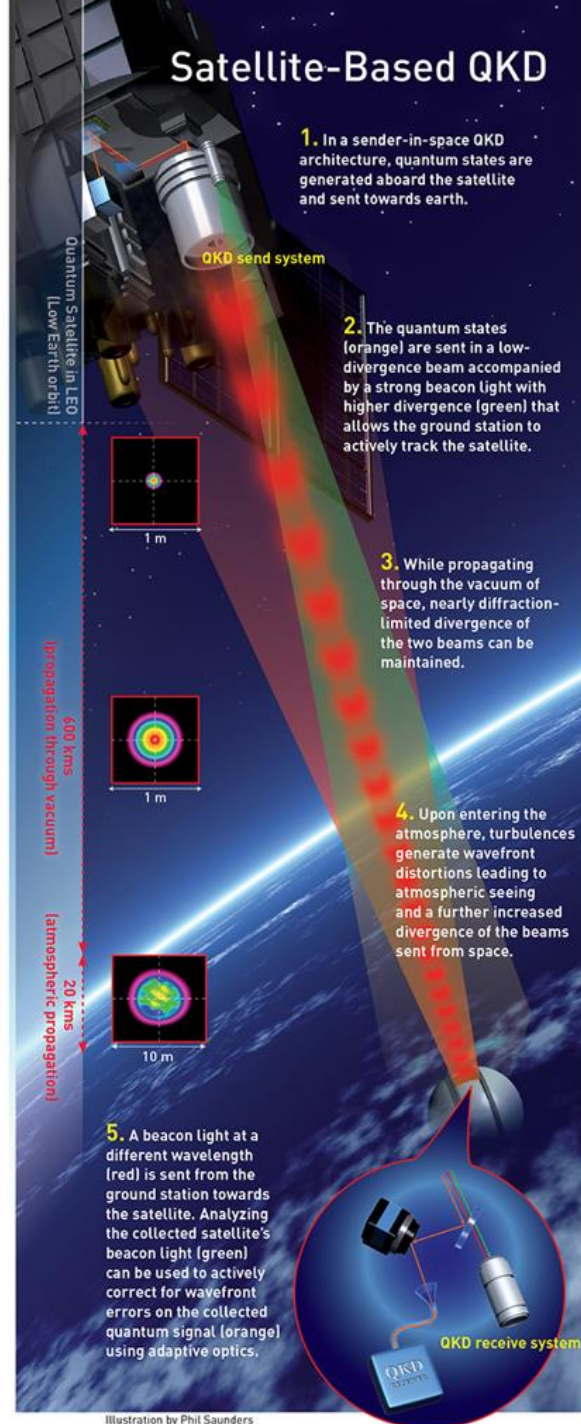 Satellite-Based QKD
1. In a sender-in-space QKD
architecture, quantum states are
generated aboard the satellite
and sent towards earth.
QKD send system
Quantum Satellite in LEO
(Low Earth orbit)
2. The quantum states
(orange) are sent in a low-
divergence beam accompanied
by a strong beacon light with
higher divergence (green) that
allows the ground station to
actively track the satellite.
1 m
3. While propagating
through the vacuum of
space, nearly diffraction-
limited divergence of
the two beams can be
maintained.
600 kms
(propagation through vacuum)
1 m
4. Upon entering the
atmosphere, turbulences
generate wavefront
distortions leading to
atmospheric seeing
and a further increased
divergence of the beams
sent from space.
20 kms
(atmospheric propagation)
10 m
5. A beacon light at a
different wavelength
(red) is sent from the
ground station towards
the satellite. Analyzing
the collected satellite's
beacon light (green)
can be used to actively
correct for wavefront
errors on the collected
quantum signal (orange)
using adaptive optics.
QKD receive system
QKD
Illustration by Phil Saunders